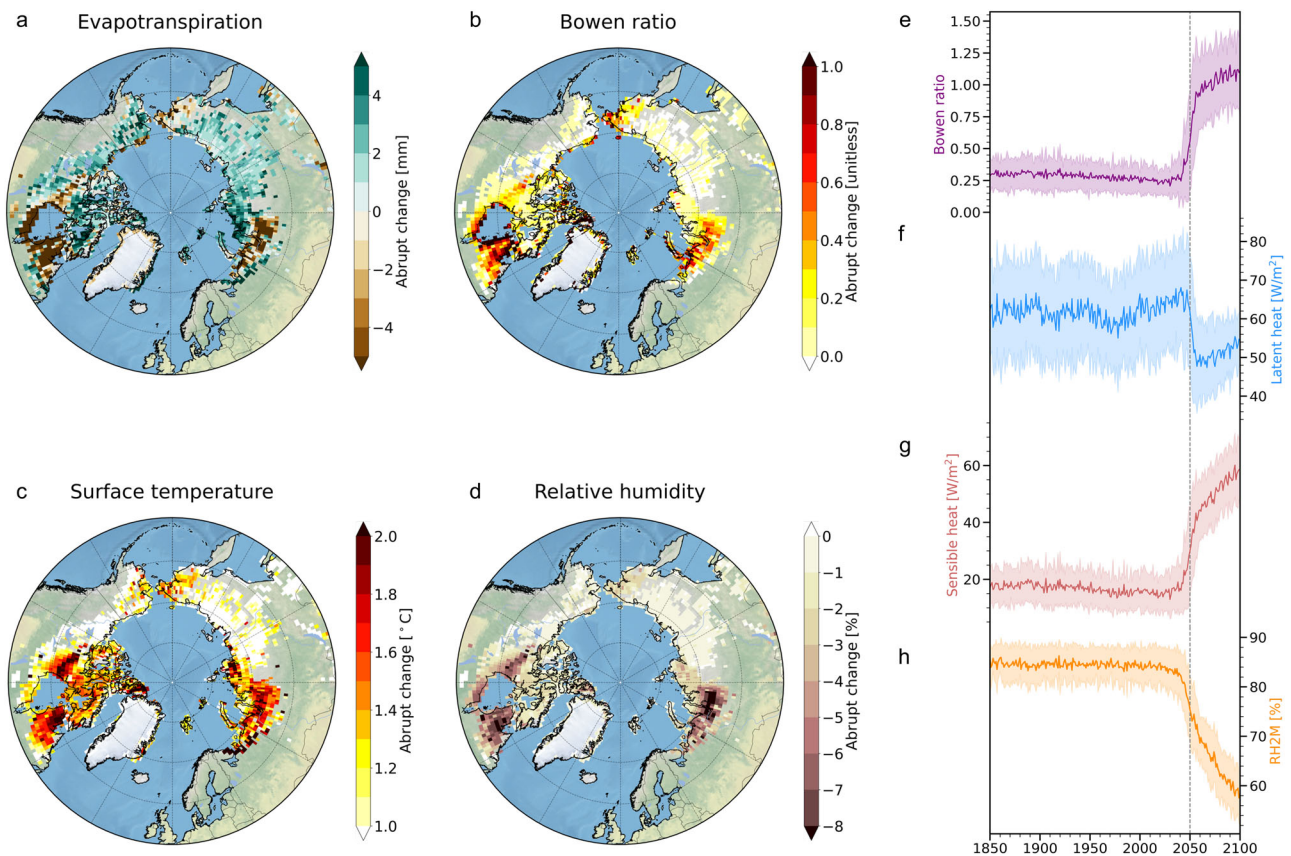 a
Evapotranspiration
4
2
0
−2
−4
Abrupt change [mm]
b
Bowen ratio
1.0
0.8
0.6
0.4
0.2
0.0
Abrupt change [unitless]
c
Surface temperature
2.0
1.8
1.6
1.4
1.2
1.0
Abrupt change [°C]
d
Relative humidity
0
−1
−2
−3
−4
−5
−6
−7
−8
Abrupt change [%]
e
1.50
1.25
1.00
0.75
0.50
0.25
0.00
Bowen ratio
f
80
70
60
50
40
Latent heat [W/m²]
g
60
40
20
Sensible heat [W/m²]
h
90
80
70
60
RH2M [%]
1850 1900 1950 2000 2050 2100